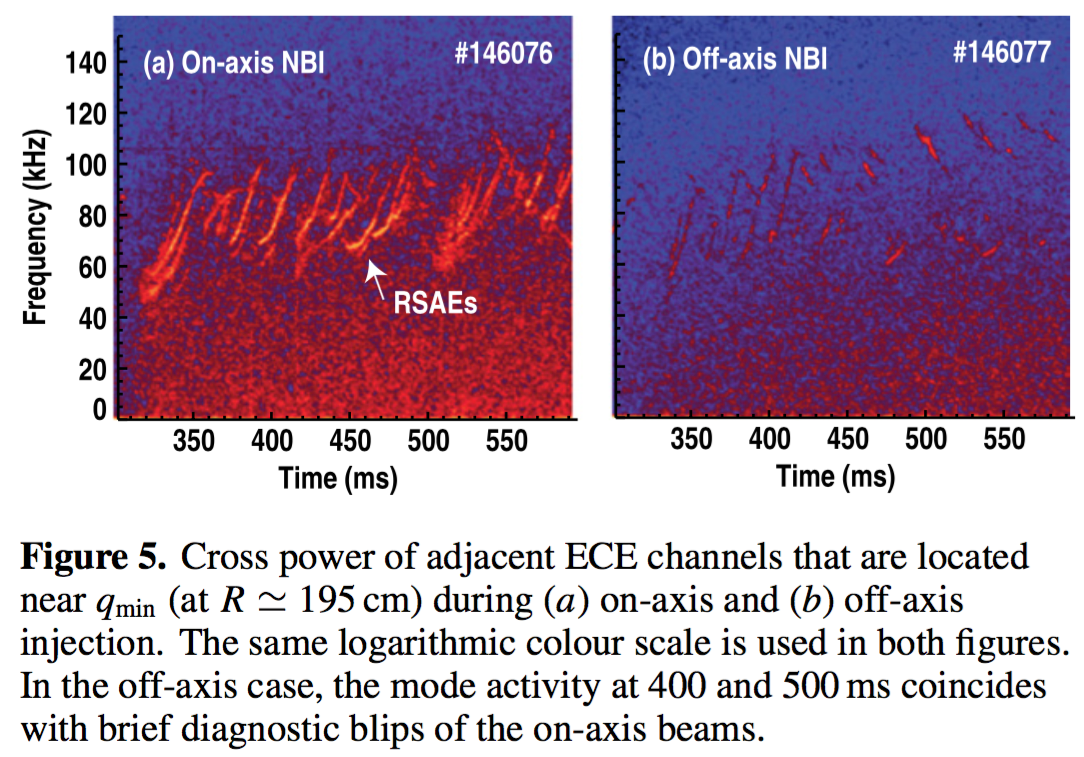 (a) On-axis NBI
#146076
(b) Off-axis NBI
#146077
Frequency (kHz)
140
120
100
80
60
40
20
0
RSAEs
350 400 450 500 550
350 400 450 500 550
Time (ms)
Time (ms)
Figure 5. Cross power of adjacent ECE channels that are located
near qmin (at R ≃ 195 cm) during (a) on-axis and (b) off-axis
injection. The same logarithmic colour scale is used in both figures.
In the off-axis case, the mode activity at 400 and 500 ms coincides
with brief diagnostic blips of the on-axis beams.